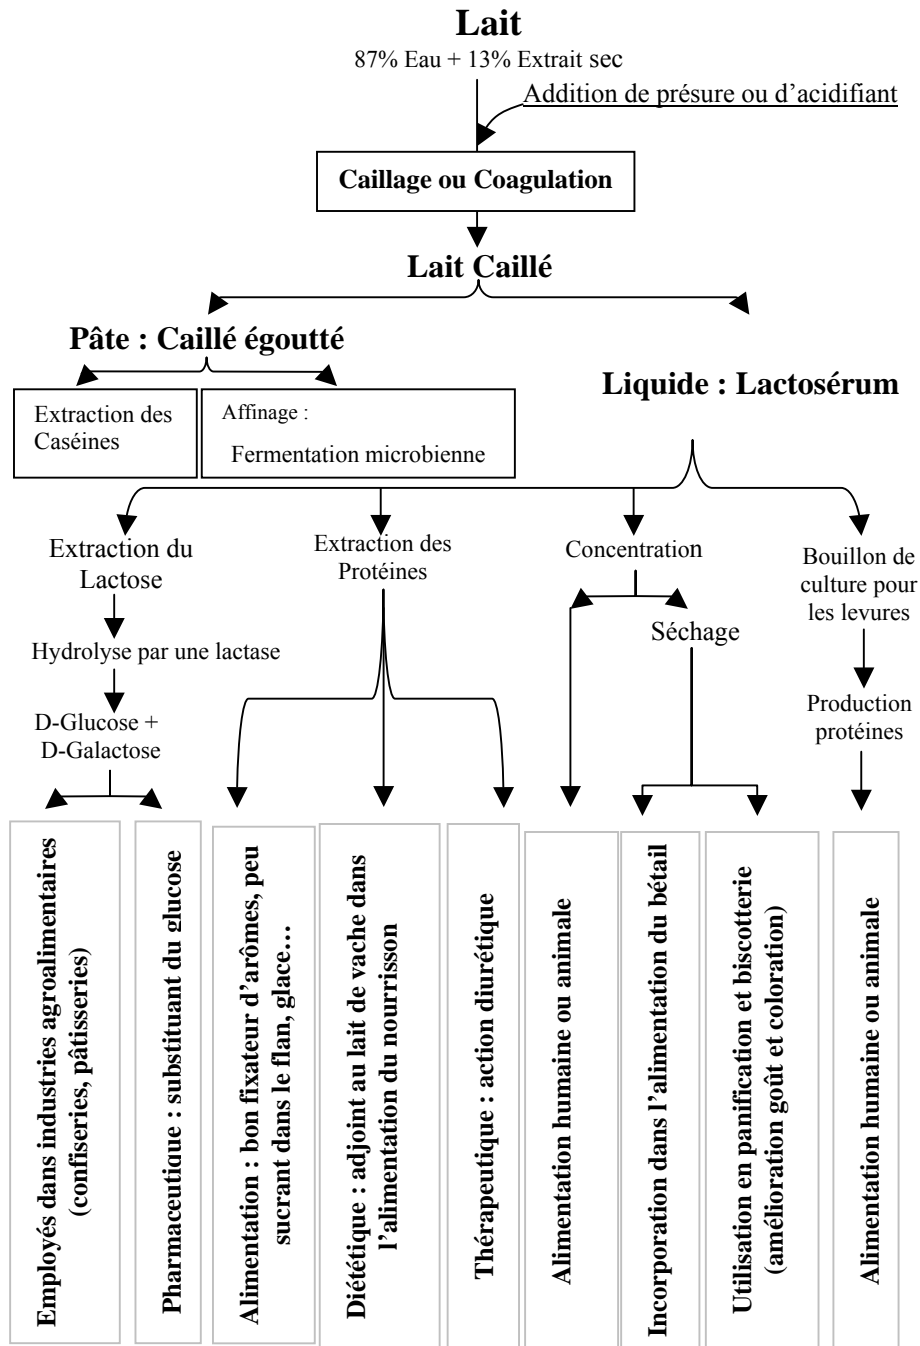 Lait
87% Eau + 13% Extrait sec
Addition de présure ou d'acidifiant
Caillage ou Coagulation
Lait Caillé
Pâte : Caillé égoutté
Liquide : Lactosérum
Extraction des
Caséines
Affinage :
Fermentation microbienne
Extraction du
Lactose
Extraction des
Protéines
Concentration
Bouillon de
culture pour
les levures
Séchage
Hydrolyse par une lactase
Production
protéines
D-Glucose +
D-Galactose
Employés dans industries agroalimentaires
(confiseries, pâtisseries)
Pharmaceutique : substituant du glucose
Alimentation : bon fixateur d'arômes, peu
sucrant dans le flan, glace…
Diététique : adjoint au lait de vache dans
l'alimentation du nourrisson
Thérapeutique : action diurétique
Alimentation humaine ou animale
Incorporation dans l'alimentation du bétail
Utilisation en panification et biscotterie
(amélioration goût et coloration)
Alimentation humaine ou animale